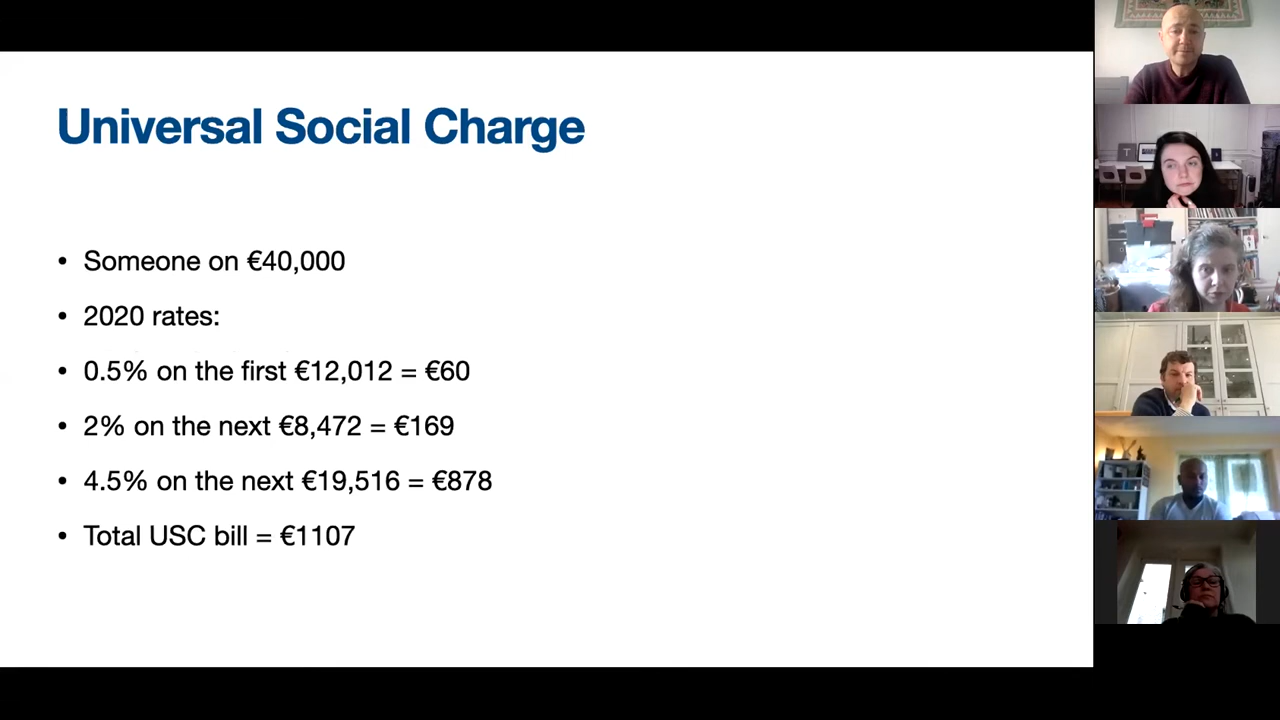 Universal Social Charge
• Someone on €40,000
• 2020 rates:
• 0.5% on the first €12,012 = €60
• 2% on the next €8,472 = €169
• 4.5% on the next €19,516 = €878
• Total USC bill = €1107